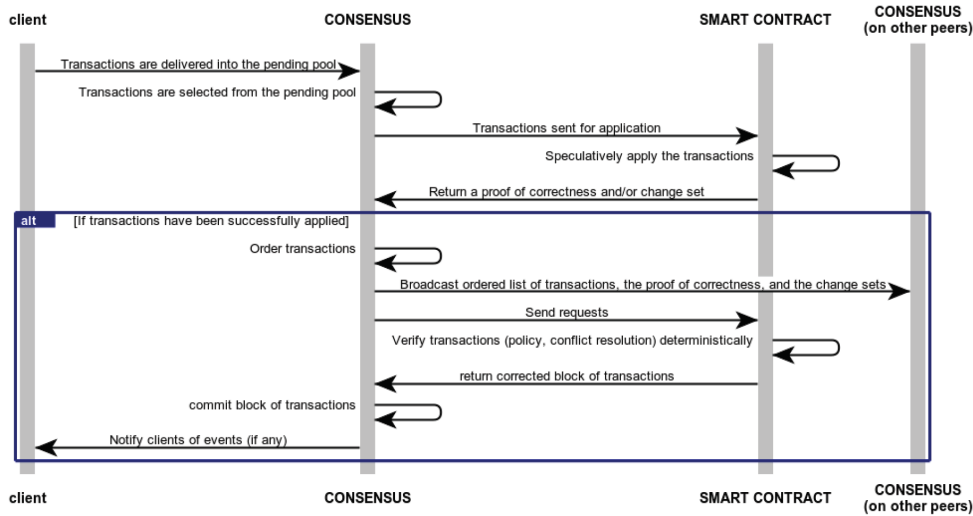 client
CONSENSUS
SMART CONTRACT
CONSENSUS
(on other peers)
Transactions are delivered into the pending pool
Transactions are selected from the pending pool
Transactions sent for application
Speculatively apply the transactions
Return a proof of correctness and/or change set
alt
[If transactions have been successfully applied]
Order transactions
Broadcast ordered list of transactions, the proof of correctness, and the change sets
Send requests
Verify transactions (policy, conflict resolution) deterministically
return corrected block of transactions
commit block of transactions
Notify clients of events (if any)
client
CONSENSUS
SMART CONTRACT
CONSENSUS
(on other peers)